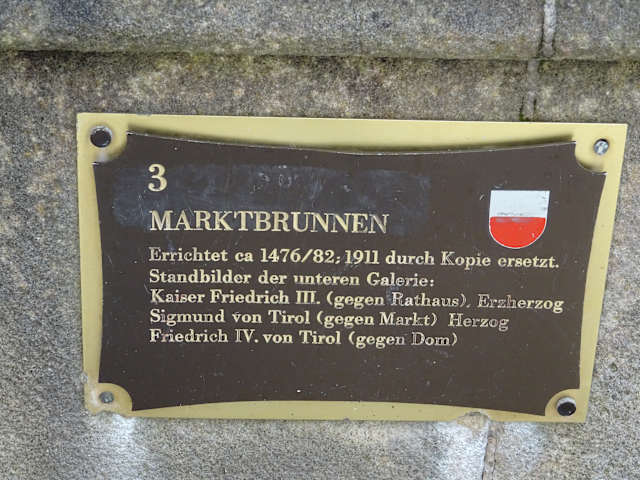 3
MARKTBRUNNEN
Errichtet ca 1476/82; 1911 durch Kopie ersetzt.
Standbilder der unteren Galerie:
Kaiser Friedrich III. (gegen Rathaus), Erzherzog
Sigmund von Tirol (gegen Markt) Herzog
Friedrich IV. von Tirol (gegen Dom)